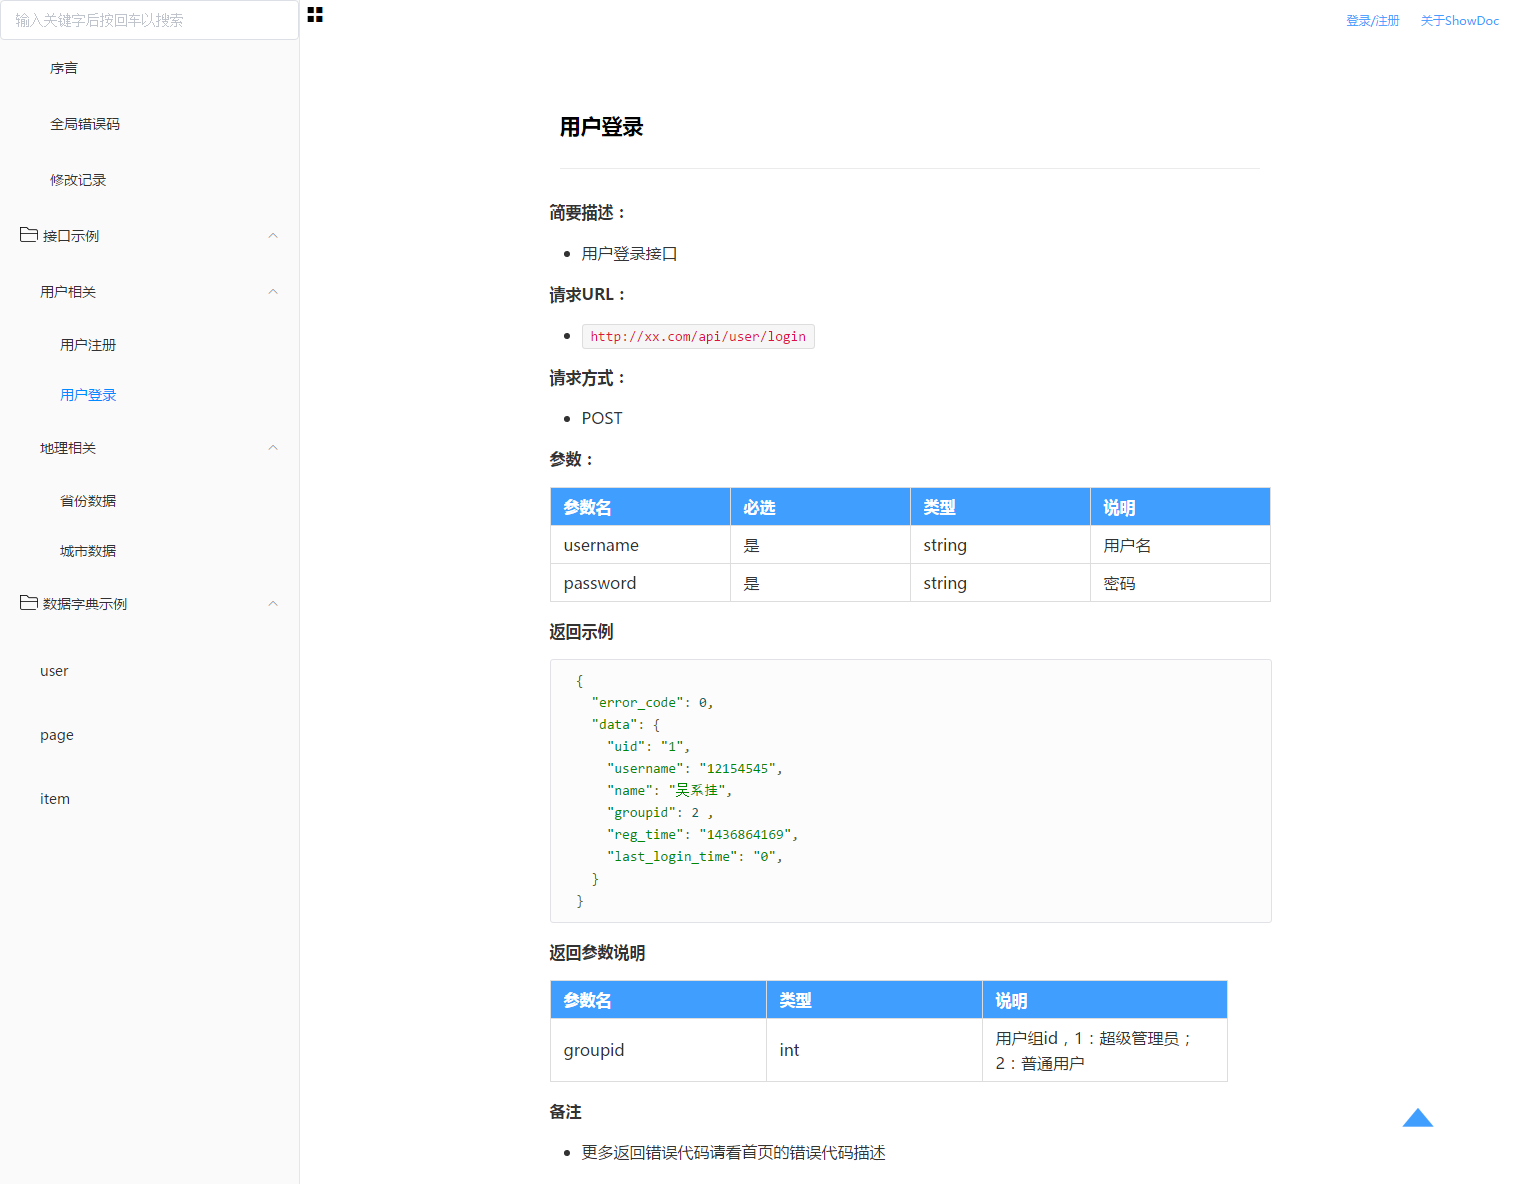 输入关键字后按回车以搜索
登录/注册 关于ShowDoc
序言
全局错误码
修改记录
接口示例
用户相关
用户注册
用户登录
地理相关
省份数据
城市数据
数据字典示例
user
page
item
用户登录
简要描述：
用户登录接口
请求URL：
http://xx.com/api/user/login
请求方式：
POST
参数：
参数名 必选 类型 说明
username 是 string 用户名
password 是 string 密码
返回示例
{
"error_code": 0,
"data": {
"uid": "1",
"username": "12154545",
"name": "吴系挂",
"groupid": 2 ,
"reg_time": "1436864169",
"last_login_time": "0",
}
}
返回参数说明
参数名 类型 说明
groupid int 用户组id，1：超级管理员；
2：普通用户
备注
更多返回错误代码请看首页的错误代码描述